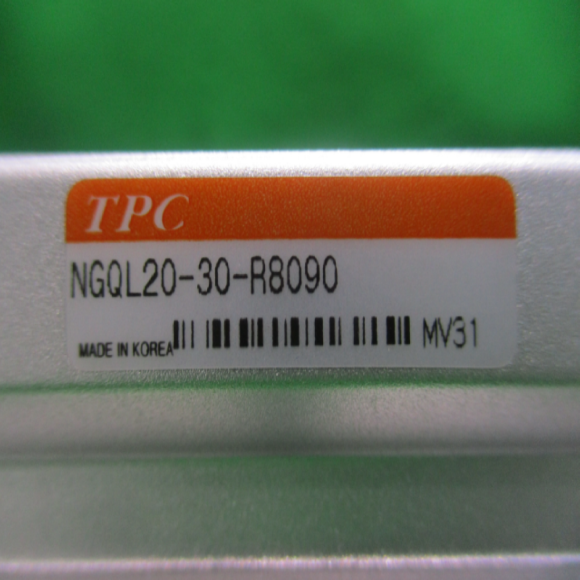 TPC
NGQL20-30-R8090
MADE IN KOREA MV31